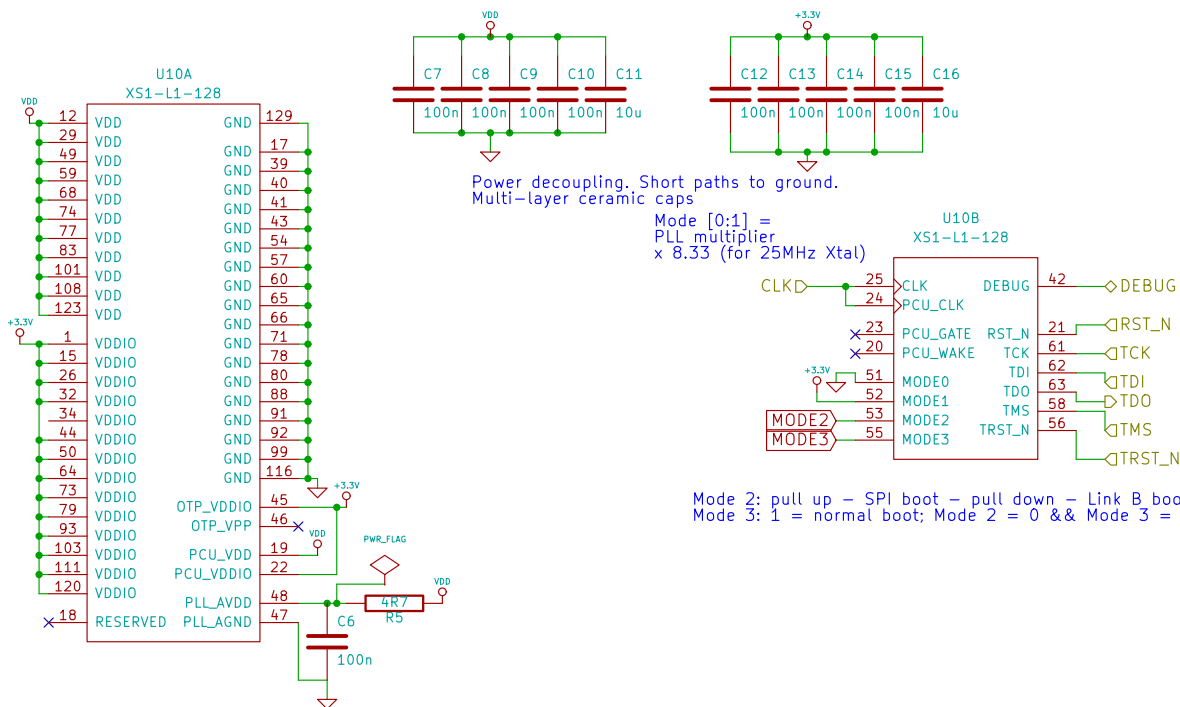 VDD
+3.3V
C7
C8
C9
C10
C11
100n
100n
100n
100n
10u
C12
C13
C14
C15
C16
100n
100n
100n
100n
10u
Power decoupling. Short paths to ground.
Multi-layer ceramic caps
Mode [0:1] =
PLL multiplier
x 8.33 (for 25MHz Xtal)
U10A
XS1-L1-128
VDD
12 VDD
29 VDD
49 VDD
59 VDD
68 VDD
74 VDD
77 VDD
83 VDD
101 VDD
108 VDD
123 VDD
+3.3V
1 VDDIO
15 VDDIO
26 VDDIO
32 VDDIO
34 VDDIO
44 VDDIO
50 VDDIO
64 VDDIO
73 VDDIO
79 VDDIO
93 VDDIO
103 VDDIO
111 VDDIO
120 VDDIO
18 RESERVED
GND 129
GND 17
GND 39
GND 40
GND 41
GND 43
GND 54
GND 57
GND 60
GND 65
GND 66
GND 71
GND 78
GND 80
GND 88
GND 91
GND 92
GND 99
GND 116
OTP_VDDIO 45
+3.3V
OTP_VPP 46
PCU_VDD 19
VDD
PCU_VDDIO 22
PWR_FLAG
PLL_AVDD 48
PLL_AGND 47
4R7
R5
VDD
C6
100n
U10B
XS1-L1-128
CLK
25 CLK
24 PCU_CLK
23 PCU_GATE
20 PCU_WAKE
+3.3V
51 MODE0
52 MODE1
MODE2 53 MODE2
MODE3 55 MODE3
DEBUG 42 DEBUG
RST_N 21 RST_N
TCK 61 TCK
TDI 62 TDI
TDO 63 TDO
TMS 58 TMS
TRST_N 56 TRST_N
Mode 2: pull up – SPI boot – pull down – Link B boo
Mode 3: 1 = normal boot; Mode 2 = 0 && Mode 3 =